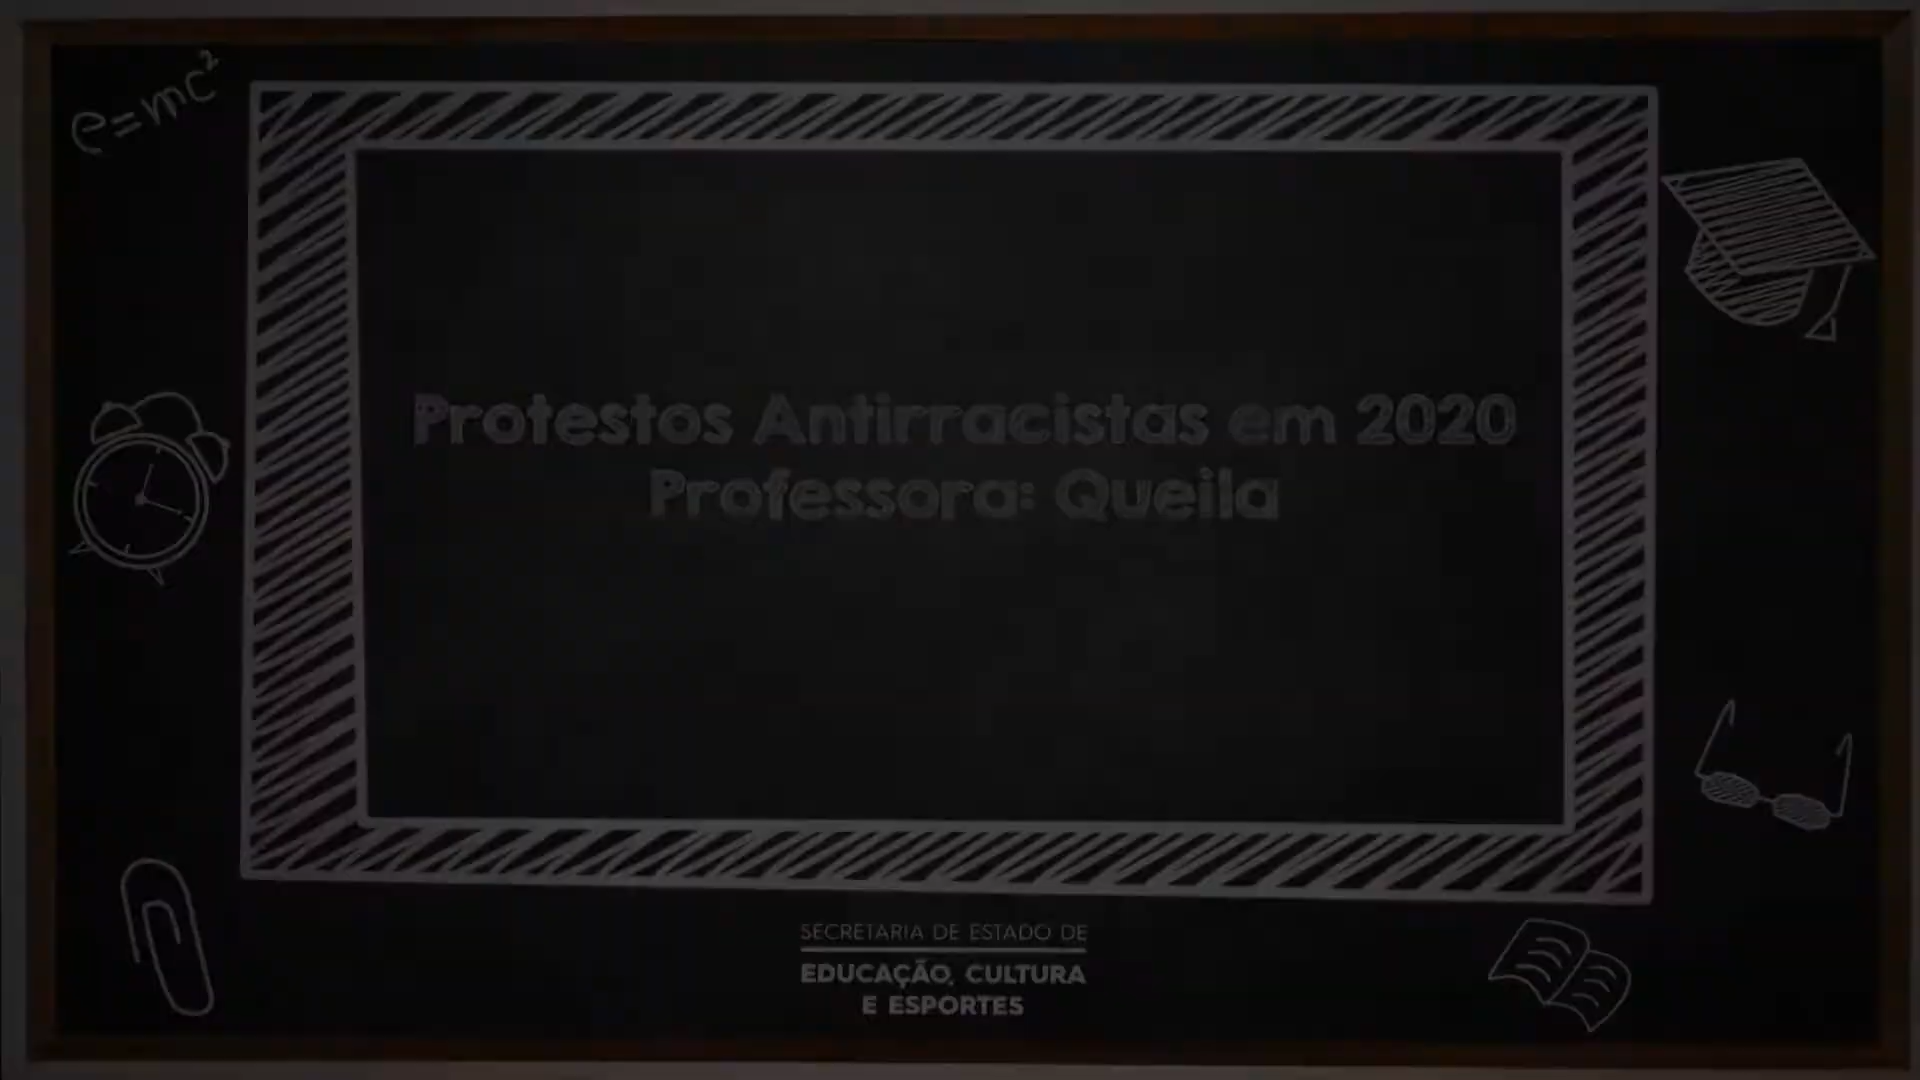 e=mc²
Protestos Antirracistas em 2020
Professora: Queila
SECRETARIA DE ESTADO DE
EDUCAÇÃO, CULTURA
E ESPORTES